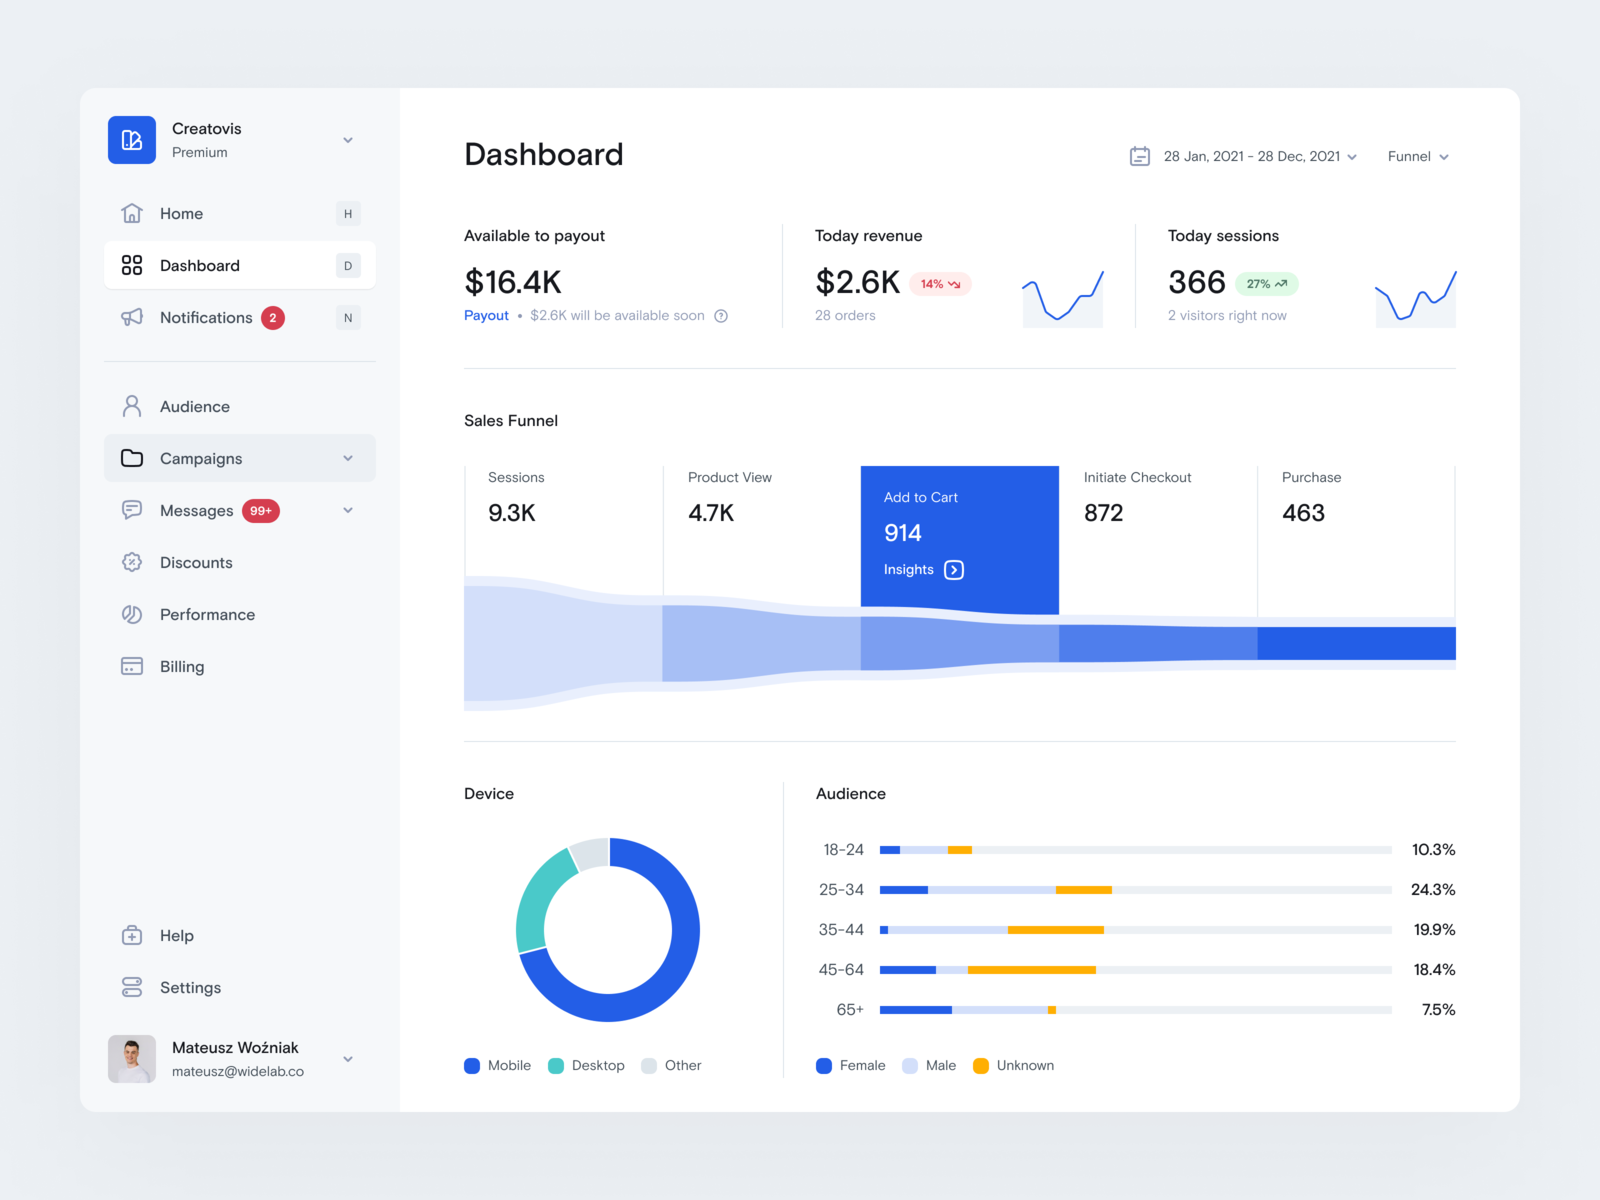 Creatovis
Premium
Home
H
Dashboard
D
Notifications 2
N
Audience
Campaigns
Messages 99+
Discounts
Performance
Billing
Help
Settings
Mateusz Woźniak
mateusz@widelab.co
Dashboard
28 Jan, 2021 - 28 Dec, 2021
Funnel
Available to payout
$16.4K
Payout • $2.6K will be available soon ?
Today revenue
$2.6K 14%
28 orders
Today sessions
366 27%
2 visitors right now
Sales Funnel
Sessions
9.3K
Product View
4.7K
Add to Cart
914
Insights
Initiate Checkout
872
Purchase
463
Device
Mobile
Desktop
Other
Audience
18-24 10.3%
25-34 24.3%
35-44 19.9%
45-64 18.4%
65+ 7.5%
Female
Male
Unknown